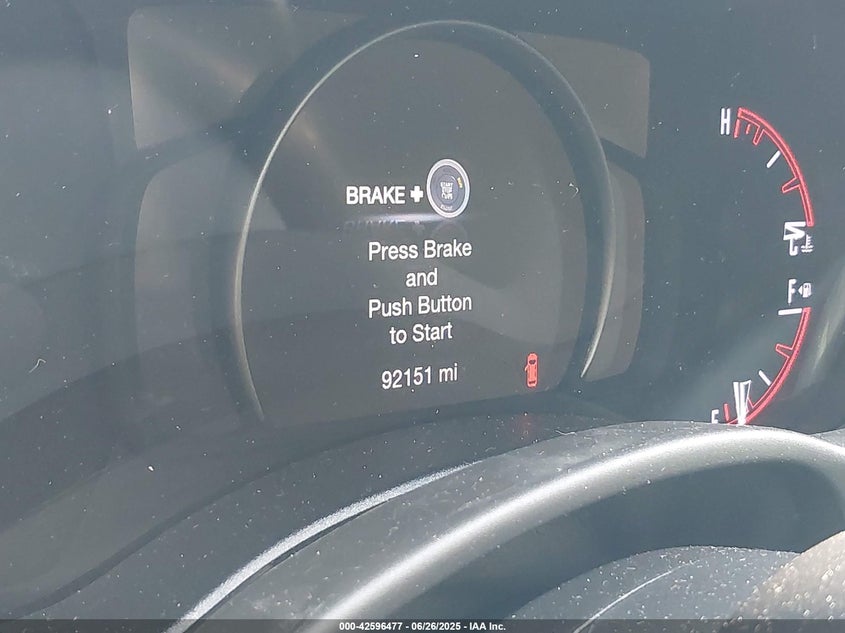 BRAKE +
Press Brake
and
Push Button
to Start
92151 mi
H
F
000-42596477 - 06/26/2025 - IAA Inc.